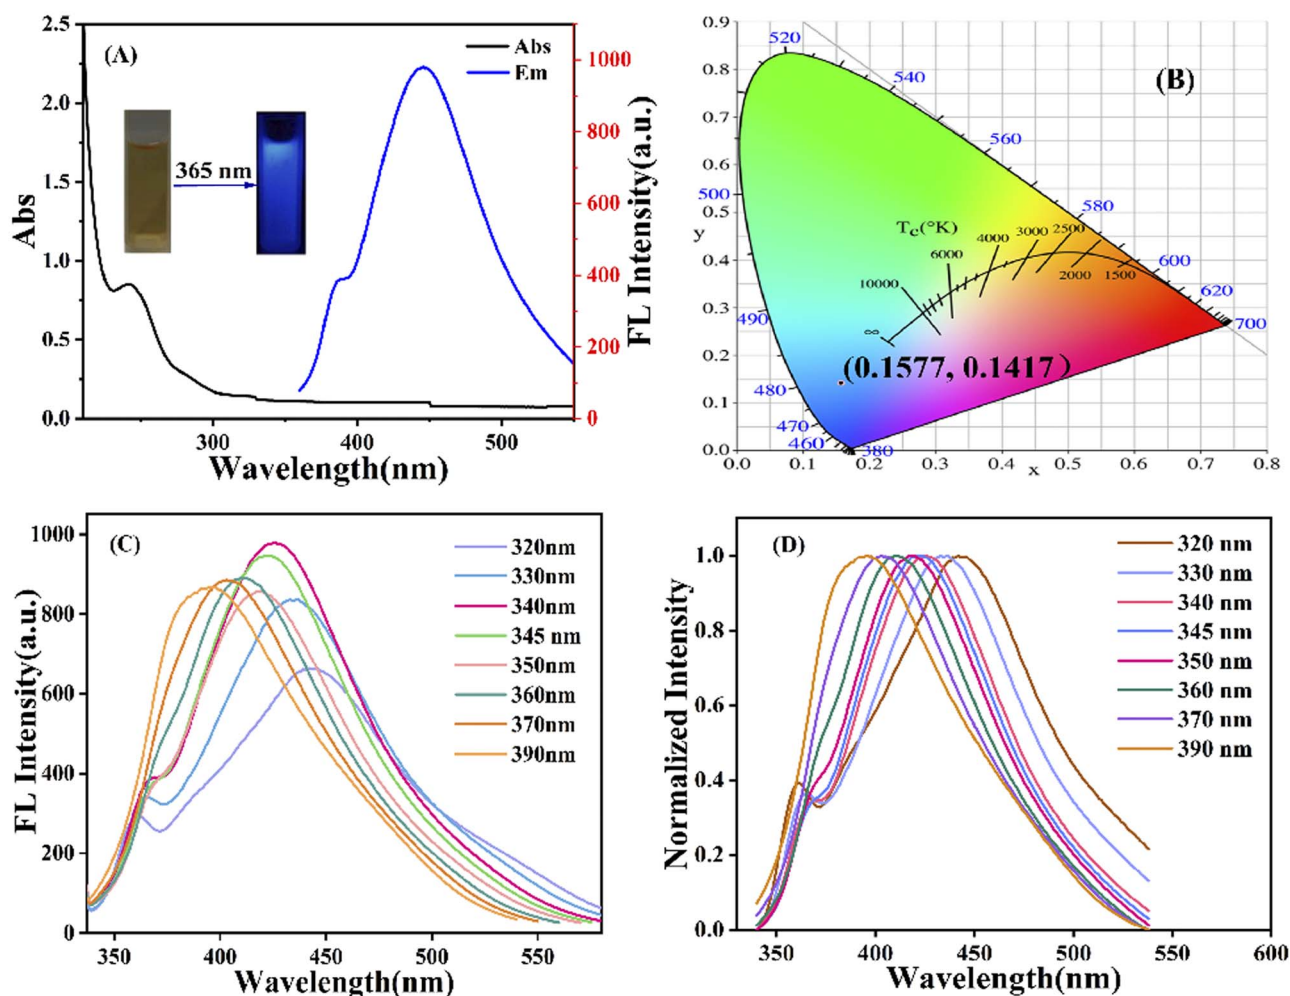 (A)
Abs
Em
365 nm
2.5
2.0
1.5
1.0
0.5
0.0
Abs
300
400
500
Wavelength(nm)
1000
800
600
400
200
0
FL Intensity(a.u.)
(B)
0.9
0.8
0.7
0.6
0.5
0.4
0.3
0.2
0.1
0.0
y
0.0
0.1
0.2
0.3
0.4
0.5
0.6
0.7
0.8
x
520
540
560
580
600
620
700
500
490
480
470
460
380
Tc(°K)
∞
10000
6000
4000
3000
2500
2000
1500
(0.1577, 0.1417)
(C)
320nm
330nm
340nm
345 nm
350nm
360nm
370nm
390nm
1000
800
600
400
200
0
FL Intensity(a.u.)
350
400
450
500
550
Wavelength(nm)
(D)
320 nm
330 nm
340 nm
345 nm
350 nm
360 nm
370 nm
390 nm
1.0
0.8
0.6
0.4
0.2
0.0
Normalized Intensity
350
400
450
500
550
600
Wavelength(nm)